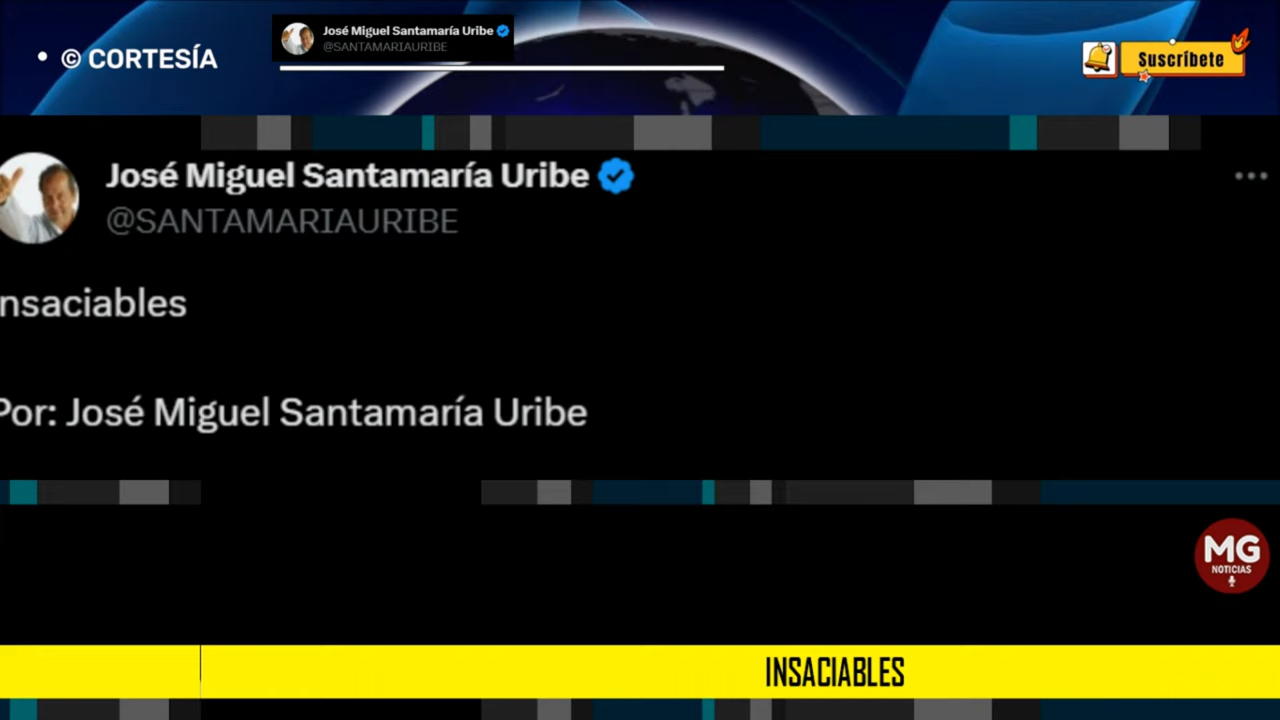 • © CORTESÍA
José Miguel Santamaría Uribe
@SANTAMARIAURIBE
Suscríbete
José Miguel Santamaría Uribe
@SANTAMARIAURIBE
nsaciables
Por: José Miguel Santamaría Uribe
MG
NOTICIAS
INSACIABLES